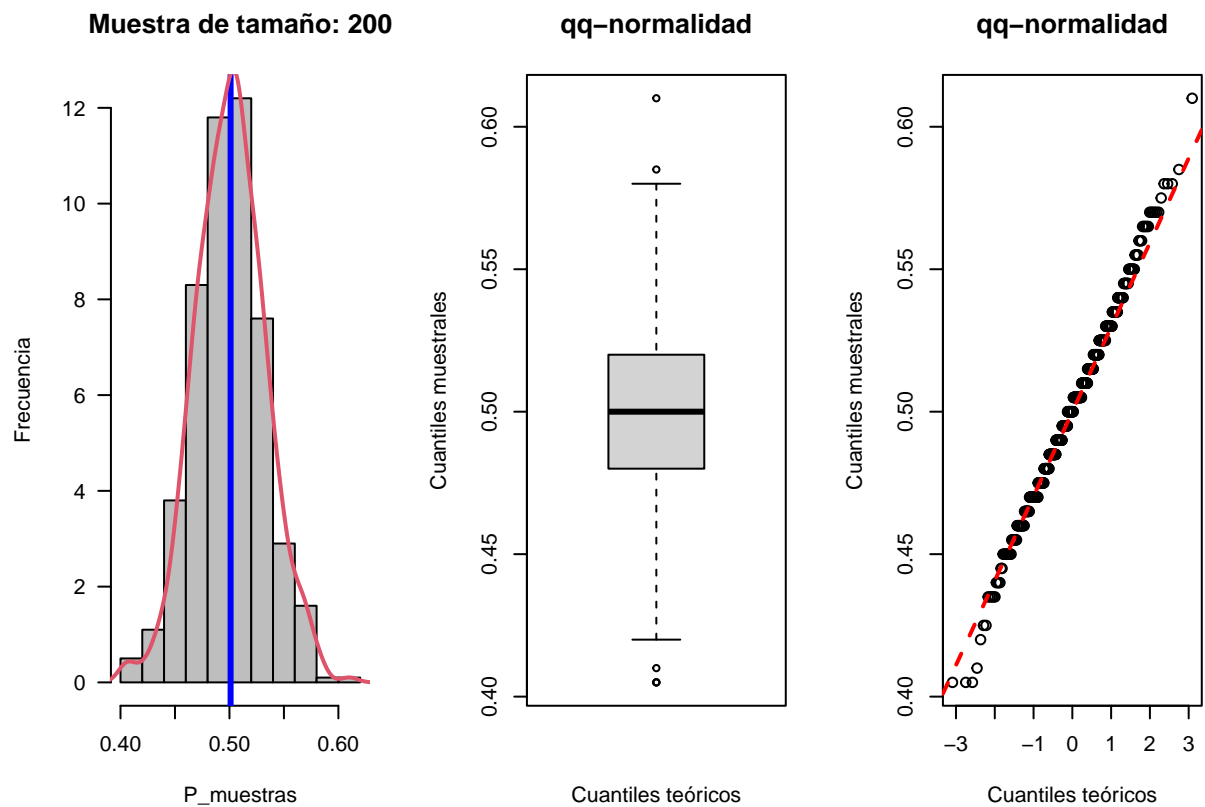 Muestra de tamaño: 200
Frecuencia
12
10
8
6
4
2
0
0.40 0.50 0.60
P_muestras
qq−normalidad
Cuantiles muestrales
0.60
0.55
0.50
0.45
0.40
Cuantiles teóricos
qq−normalidad
Cuantiles muestrales
0.60
0.55
0.50
0.45
0.40
−3 −1 0 1 2 3
Cuantiles teóricos